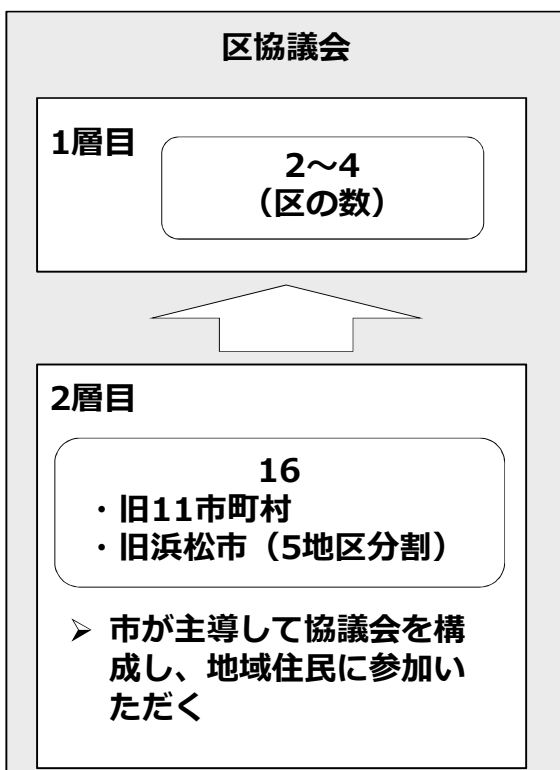 区協議会
1層目
2～4
（区の数）
2層目
16
・旧11市町村
・旧浜松市（5地区分割）
➢ 市が主導して協議会を構
成し、地域住民に参加い
ただく